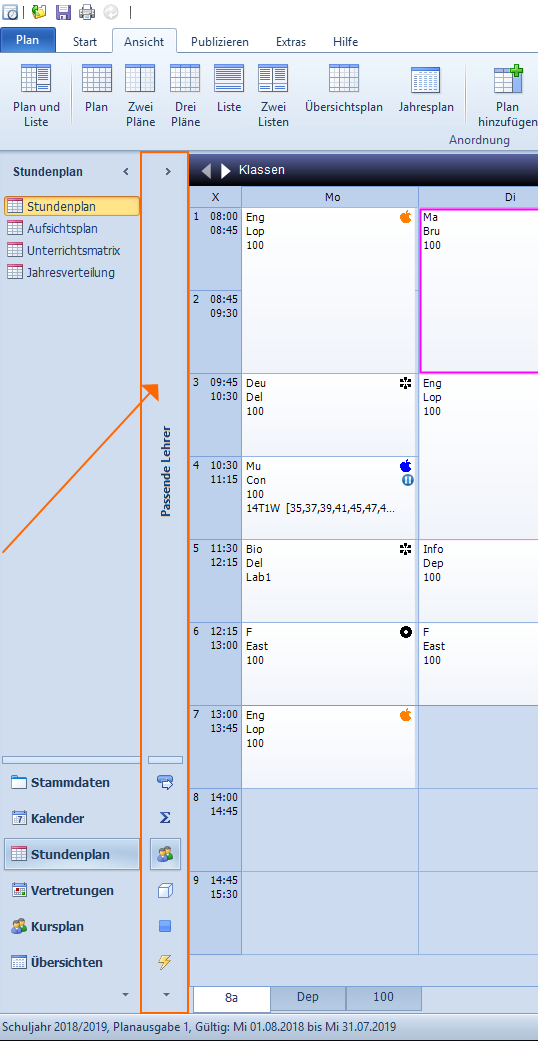 Plan Start Ansicht Publizieren Extras Hilfe
Plan und Liste
Plan
Zwei Pläne
Drei Pläne
Liste
Zwei Listen
Übersichtsplan
Jahresplan
Plan hinzufügen
Anordnung
Stundenplan
Stundenplan
Aufsichtsplan
Unterrichtsmatrix
Jahresverteilung
Passende Lehrer
Stammdaten
7 Kalender
Stundenplan
Vertretungen
Kursplan
Übersichten
Klassen
X Mo Di
1 08:00 Eng Ma
08:45 Lop Bru
100 100
2 08:45
09:30
3 09:45 Deu Eng
10:30 Del Lop
100 100
4 10:30 Mu
11:15 Con
100
14T1W [35,37,39,41,45,47,4...
5 11:30 Bio Info
12:15 Del Dep
Lab1 100
6 12:15 F F
13:00 East East
100 100
7 13:00 Eng
13:45 Lop
100
8 14:00
14:45
9 14:45
15:30
8a Dep 100
Schuljahr 2018/2019, Planausgabe 1, Gültig: Mi 01.08.2018 bis Mi 31.07.2019